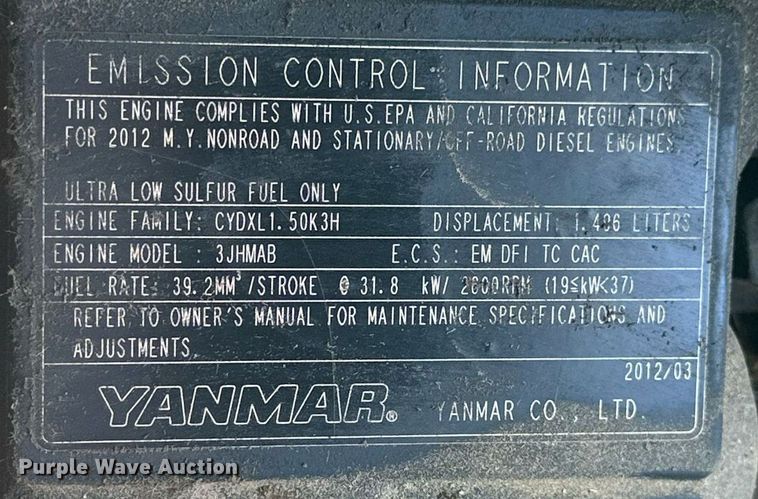 EMISSION CONTROL INFORMATION
THIS ENGINE COMPLIES WITH U.S.EPA AND CALIFORNIA REGULATIONS
FOR 2012 M.Y.NONROAD AND STATIONARY/OFF-ROAD DIESEL ENGINES.
ULTRA LOW SULFUR FUEL ONLY
ENGINE FAMILY: CYDXL1.50K3H DISPLACEMENT: 1.496 LITERS
ENGINE MODEL : 3JHMAB E.C.S.: EM DFI TC CAC
FUEL RATE: 39.2MM³/STROKE @ 31.8 kW/ 2600RPM (19≤kW<37)
REFER TO OWNER'S MANUAL FOR MAINTENANCE SPECIFICATIONS AND
ADJUSTMENTS.
2012/03
YANMAR® YANMAR CO., LTD.
Purple Wave Auction